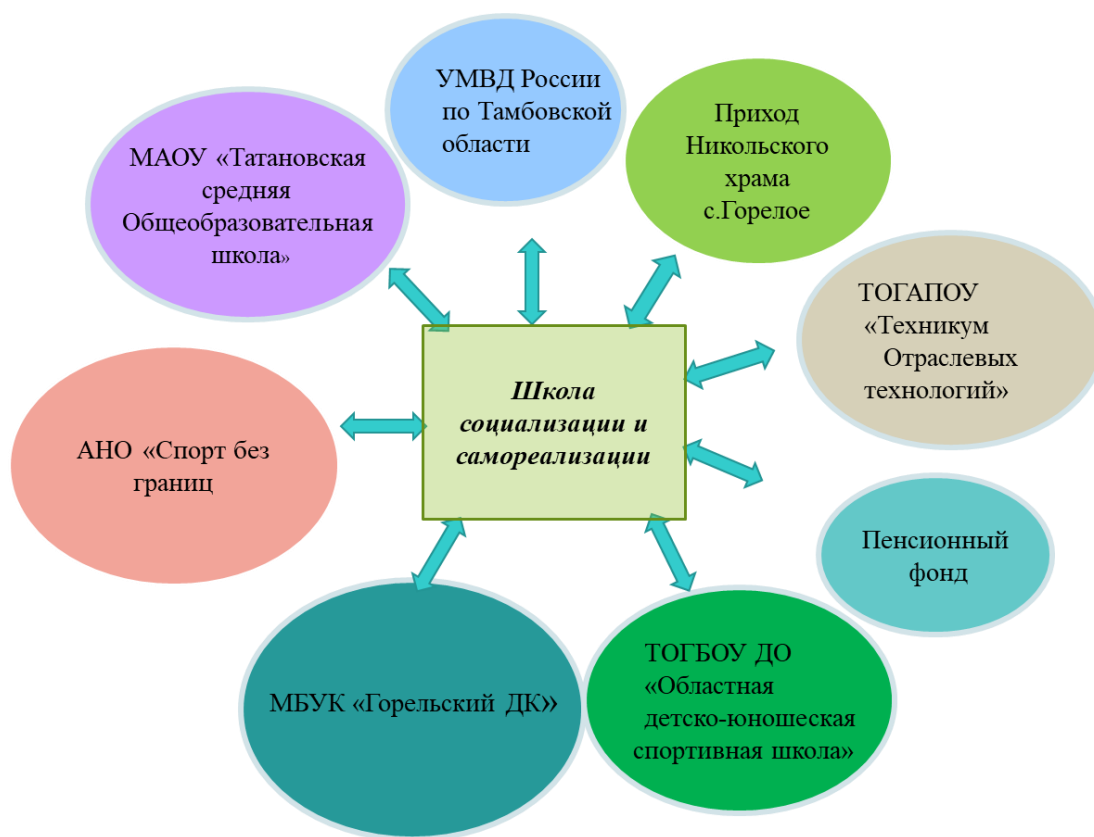 УМВД России
по Тамбовской
области
Приход
Никольского
храма
с.Горелое
МАОУ «Татановская
средняя
Общеобразовательная
школа»
ТОГАПОУ
«Техникум
Отраслевых
технологий»
Школа
социализации и
самореализации
АНО «Спорт без
границ
Пенсионный
фонд
ТОГБОУ ДО
«Областная
детско-юношеская
спортивная школа»
МБУК «Горельский ДК»